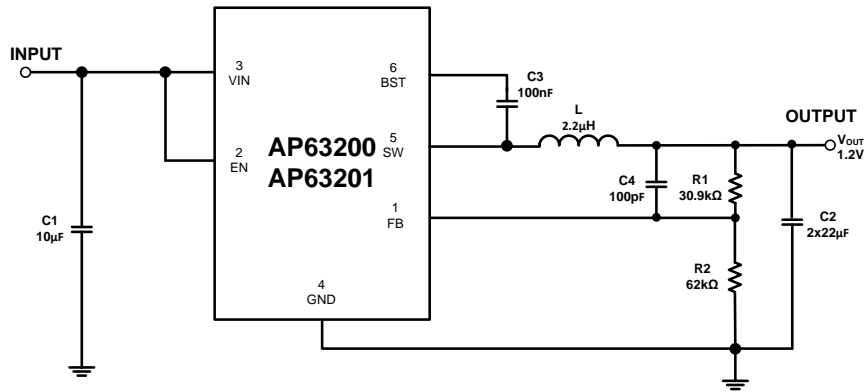 INPUT
3
VIN
2
EN
C1
10µF
AP63200
AP63201
6
BST
5
SW
1
FB
4
GND
C3
100nF
L
2.2µH
C4
100pF
R1
30.9kΩ
R2
62kΩ
C2
2x22µF
OUTPUT
VOUT
1.2V